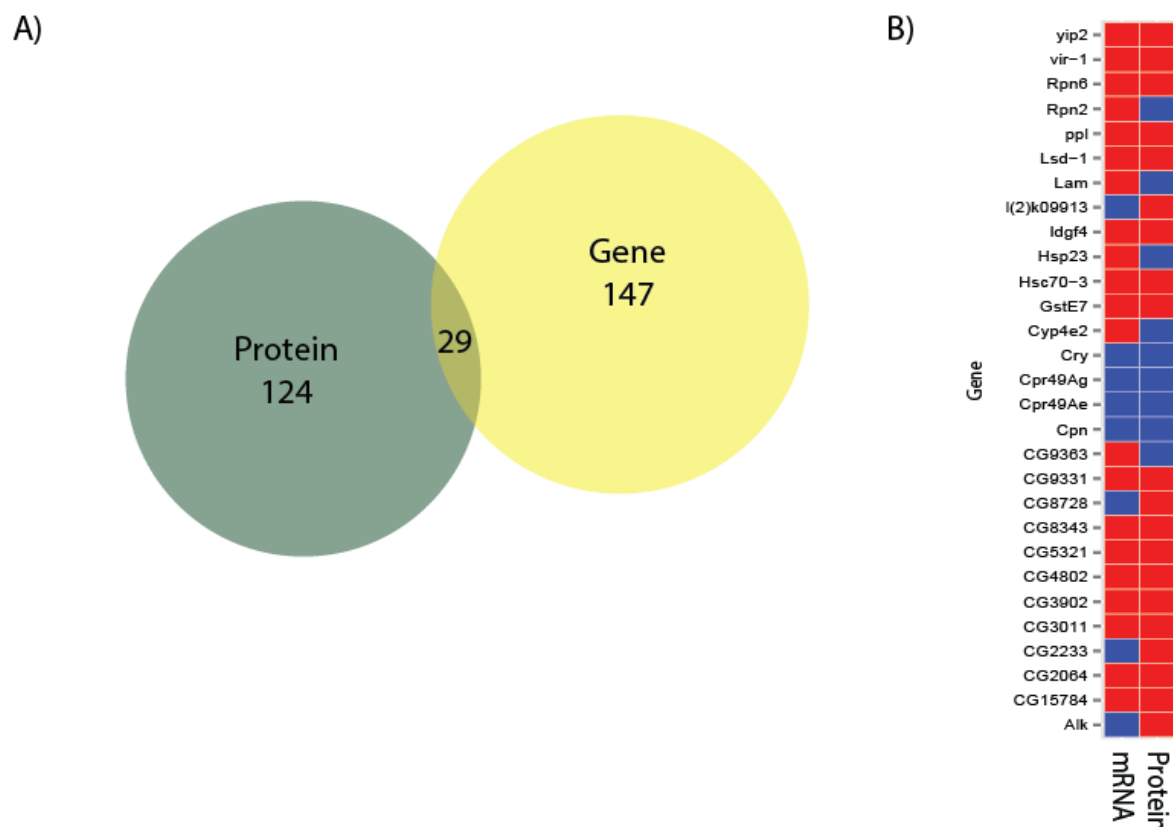 A)
Protein
124
29
Gene
147
B)
Gene
yip2
vir-1
Rpn6
Rpn2
ppl
Lsd-1
Lam
l(2)k09913
Idgf4
Hsp23
Hsc70-3
GstE7
Cyp4e2
Cry
Cpr49Ag
Cpr49Ae
Cpn
CG9363
CG9331
CG8728
CG8343
CG5321
CG4802
CG3902
CG3011
CG2233
CG2064
CG15784
Alk
mRNA
Protein